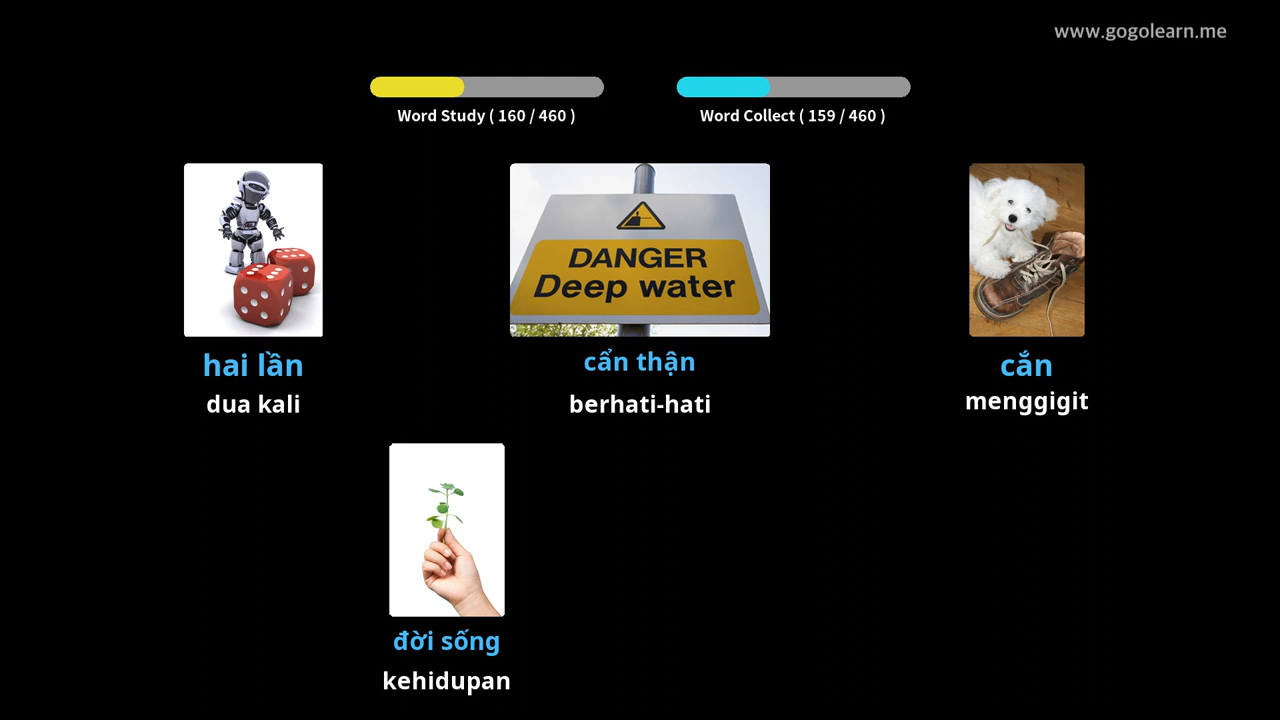 www.gogolearn.me
Word Study ( 160 / 460 )
Word Collect ( 159 / 460 )
DANGER
Deep water
hai lần
cẩn thận
cắn
dua kali
berhati-hati
menggigit
đời sống
kehidupan